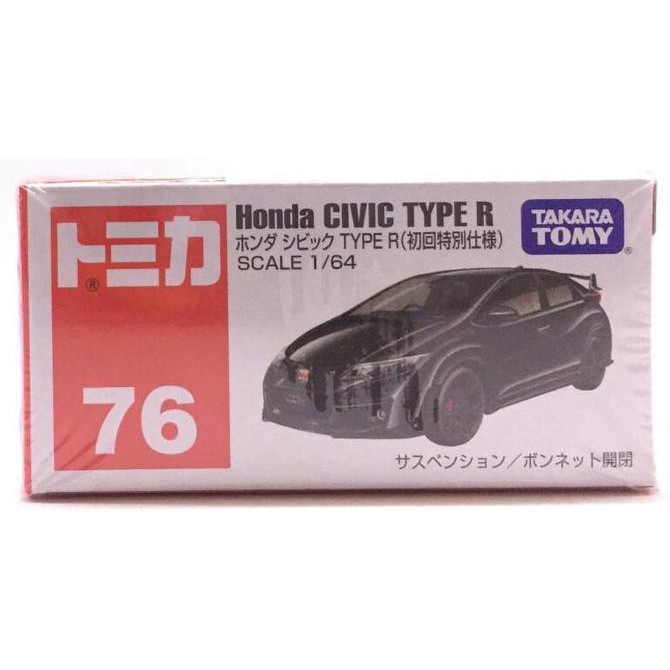 トミカ
®
76
Honda CIVIC TYPE R
ホンダ シビック TYPE R(初回特別仕様)
SCALE 1/64
TAKARA
TOMY
®
サスペンション/ボンネット開閉